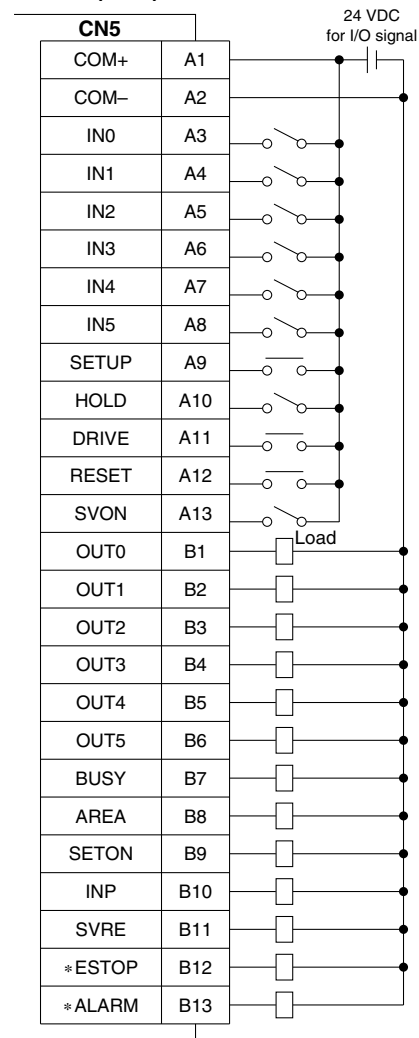 24 VDC
for I/O signal
CN5
COM+ A1
COM– A2
IN0 A3
IN1 A4
IN2 A5
IN3 A6
IN4 A7
IN5 A8
SETUP A9
HOLD A10
DRIVE A11
RESET A12
SVON A13
Load
OUT0 B1
OUT1 B2
OUT2 B3
OUT3 B4
OUT4 B5
OUT5 B6
BUSY B7
AREA B8
SETON B9
INP B10
SVRE B11
∗ESTOP B12
∗ALARM B13